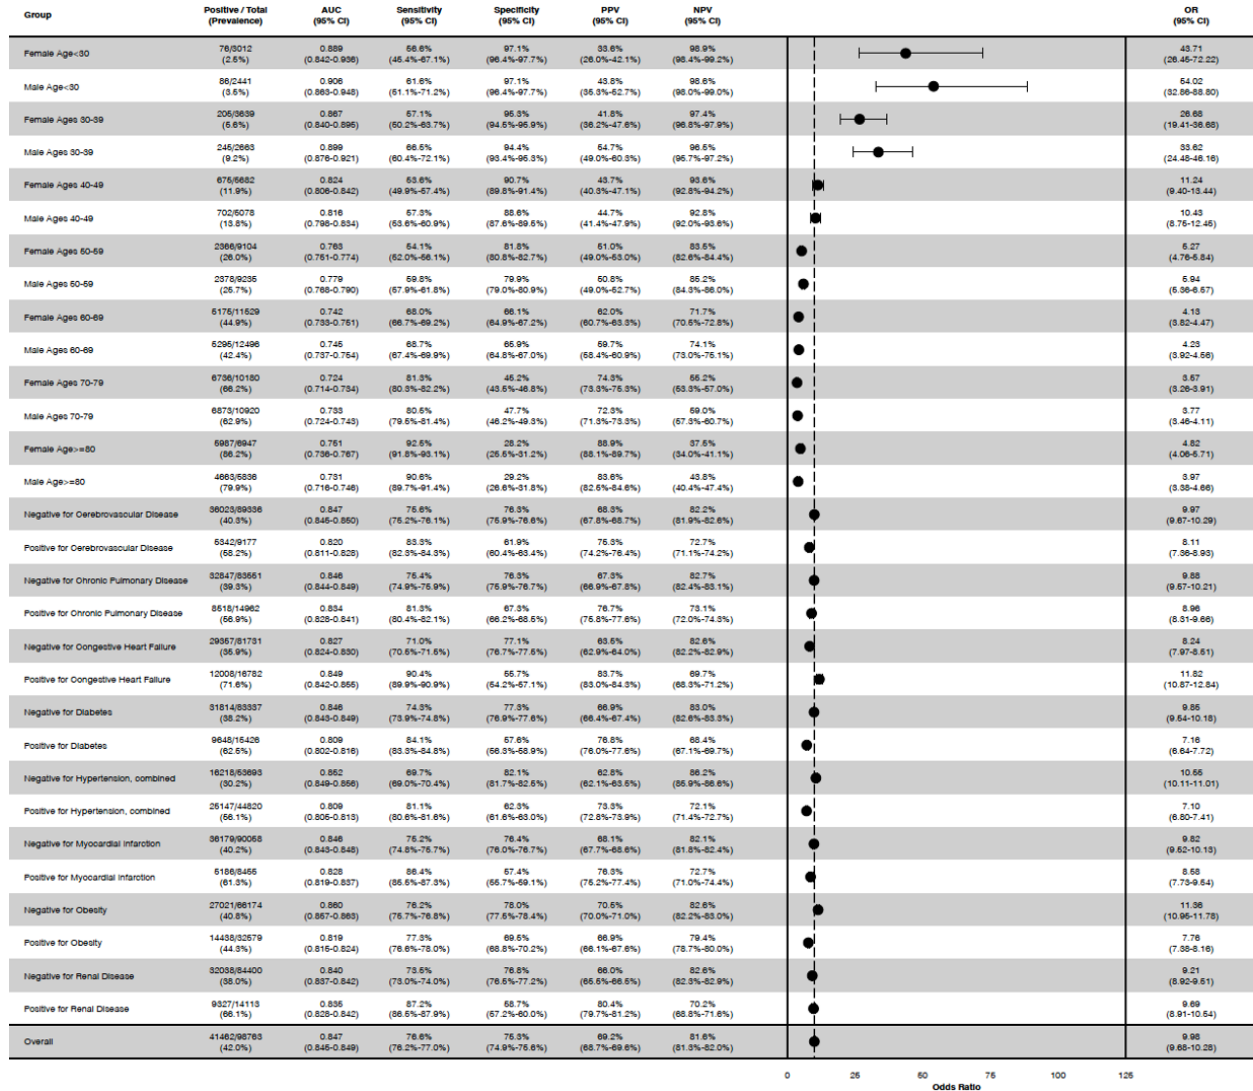 Group Positive / Total (Prevalence) AUC (95% CI) Sensitivity (95% CI) Specificity (95% CI) PPV (95% CI) NPV (95% CI) OR (95% CI)
Female Age<30 76/3012 (2.5%) 0.889 (0.842-0.936) 56.6% (45.4%-67.1%) 97.1% (96.4%-97.7%) 33.6% (26.0%-42.1%) 98.9% (98.4%-99.2%) 43.71 (26.45-72.22)
Male Age<30 86/2441 (3.5%) 0.906 (0.863-0.948) 61.6% (51.1%-71.2%) 97.1% (96.4%-97.7%) 43.8% (35.3%-52.7%) 98.6% (98.0%-99.0%) 54.02 (32.86-88.80)
Female Ages 30-39 205/3639 (5.6%) 0.867 (0.840-0.895) 57.1% (50.2%-63.7%) 95.3% (94.5%-95.9%) 41.8% (36.2%-47.6%) 97.4% (96.8%-97.9%) 26.68 (19.41-36.68)
Male Ages 30-39 245/2663 (9.2%) 0.899 (0.876-0.921) 66.5% (60.4%-72.1%) 94.4% (93.4%-95.3%) 54.7% (49.0%-60.3%) 96.5% (95.7%-97.2%) 33.62 (24.48-46.16)
Female Ages 40-49 675/5682 (11.9%) 0.824 (0.806-0.842) 53.6% (49.9%-57.4%) 90.7% (89.8%-91.4%) 43.7% (40.3%-47.1%) 93.6% (92.8%-94.2%) 11.24 (9.40-13.44)
Male Ages 40-49 702/5078 (13.8%) 0.816 (0.798-0.834) 57.3% (53.6%-60.9%) 88.6% (87.6%-89.5%) 44.7% (41.4%-47.9%) 92.8% (92.0%-93.6%) 10.43 (8.75-12.45)
Female Ages 50-59 2366/9104 (26.0%) 0.763 (0.751-0.774) 54.1% (52.0%-56.1%) 81.8% (80.8%-82.7%) 51.0% (49.0%-53.0%) 83.5% (82.6%-84.4%) 5.27 (4.76-5.84)
Male Ages 50-59 2378/9235 (25.7%) 0.779 (0.768-0.790) 59.8% (57.9%-61.8%) 79.9% (79.0%-80.9%) 50.8% (49.0%-52.7%) 85.2% (84.3%-86.0%) 5.94 (5.36-6.57)
Female Ages 60-69 5175/11529 (44.9%) 0.742 (0.733-0.751) 68.0% (66.7%-69.2%) 66.1% (64.9%-67.2%) 62.0% (60.7%-63.3%) 71.7% (70.5%-72.8%) 4.13 (3.82-4.47)
Male Ages 60-69 5295/12496 (42.4%) 0.745 (0.737-0.754) 68.7% (67.4%-69.9%) 65.9% (64.8%-67.0%) 59.7% (58.4%-60.9%) 74.1% (73.0%-75.1%) 4.23 (3.92-4.56)
Female Ages 70-79 6736/10180 (66.2%) 0.724 (0.714-0.734) 81.3% (80.3%-82.2%) 45.2% (43.5%-46.8%) 74.3% (73.3%-75.3%) 55.2% (53.3%-57.0%) 3.57 (3.26-3.91)
Male Ages 70-79 6873/10920 (62.9%) 0.733 (0.724-0.743) 80.5% (79.5%-81.4%) 47.7% (46.2%-49.3%) 72.3% (71.3%-73.3%) 59.0% (57.3%-60.7%) 3.77 (3.46-4.11)
Female Age>=80 5987/6947 (86.2%) 0.751 (0.736-0.767) 92.5% (91.8%-93.1%) 28.2% (25.5%-31.2%) 88.9% (88.1%-89.7%) 37.5% (34.0%-41.1%) 4.82 (4.06-5.71)
Male Age>=80 4663/5836 (79.9%) 0.731 (0.716-0.746) 90.6% (89.7%-91.4%) 29.2% (26.6%-31.8%) 83.6% (82.5%-84.6%) 43.8% (40.4%-47.4%) 3.97 (3.38-4.66)
Negative for Cerebrovascular Disease 36023/89336 (40.3%) 0.847 (0.845-0.850) 75.6% (75.2%-76.1%) 76.3% (75.9%-76.6%) 68.3% (67.8%-68.7%) 82.2% (81.9%-82.6%) 9.97 (9.67-10.29)
Positive for Cerebrovascular Disease 5342/9177 (58.2%) 0.820 (0.811-0.828) 83.3% (82.3%-84.3%) 61.9% (60.4%-63.4%) 75.3% (74.2%-76.4%) 72.7% (71.1%-74.2%) 8.11 (7.36-8.93)
Negative for Chronic Pulmonary Disease 32847/83551 (39.3%) 0.846 (0.844-0.849) 75.4% (74.9%-75.9%) 76.3% (75.9%-76.7%) 67.3% (66.9%-67.8%) 82.7% (82.4%-83.1%) 9.88 (9.57-10.21)
Positive for Chronic Pulmonary Disease 8518/14962 (56.9%) 0.834 (0.828-0.841) 81.3% (80.4%-82.1%) 67.3% (66.2%-68.5%) 76.7% (75.8%-77.6%) 73.1% (72.0%-74.3%) 8.96 (8.31-9.66)
Negative for Congestive Heart Failure 29357/81731 (35.9%) 0.827 (0.824-0.830) 71.0% (70.5%-71.5%) 77.1% (76.7%-77.5%) 63.5% (62.9%-64.0%) 82.6% (82.2%-82.9%) 8.24 (7.97-8.51)
Positive for Congestive Heart Failure 12008/16782 (71.6%) 0.849 (0.842-0.855) 90.4% (89.9%-90.9%) 55.7% (54.2%-57.1%) 83.7% (83.0%-84.3%) 69.7% (68.3%-71.2%) 11.82 (10.87-12.84)
Negative for Diabetes 31814/83337 (38.2%) 0.846 (0.843-0.849) 74.3% (73.9%-74.8%) 77.3% (76.9%-77.6%) 66.9% (66.4%-67.4%) 83.0% (82.6%-83.3%) 9.85 (9.54-10.18)
Positive for Diabetes 9648/15426 (62.5%) 0.809 (0.802-0.816) 84.1% (83.3%-84.8%) 57.6% (56.3%-58.9%) 76.8% (76.0%-77.6%) 68.4% (67.1%-69.7%) 7.16 (6.64-7.72)
Negative for Hypertension, combined 16218/53693 (30.2%) 0.852 (0.849-0.856) 69.7% (69.0%-70.4%) 82.1% (81.7%-82.5%) 62.8% (62.1%-63.5%) 86.2% (85.9%-86.6%) 10.55 (10.11-11.01)
Positive for Hypertension, combined 25147/44820 (56.1%) 0.809 (0.805-0.813) 81.1% (80.6%-81.6%) 62.3% (61.6%-63.0%) 73.3% (72.8%-73.9%) 72.1% (71.4%-72.7%) 7.10 (6.80-7.41)
Negative for Myocardial Infarction 36179/90058 (40.2%) 0.846 (0.843-0.848) 75.2% (74.8%-75.7%) 76.4% (76.0%-76.7%) 68.1% (67.7%-68.6%) 82.1% (81.8%-82.4%) 9.82 (9.52-10.13)
Positive for Myocardial Infarction 5186/8455 (61.3%) 0.828 (0.819-0.837) 86.4% (85.5%-87.3%) 57.4% (55.7%-59.1%) 76.3% (75.2%-77.4%) 72.7% (71.0%-74.4%) 8.58 (7.73-9.54)
Negative for Obesity 27021/66174 (40.8%) 0.860 (0.857-0.863) 76.2% (75.7%-76.8%) 78.0% (77.5%-78.4%) 70.5% (70.0%-71.0%) 82.6% (82.2%-83.0%) 11.36 (10.95-11.78)
Positive for Obesity 14438/32579 (44.3%) 0.819 (0.815-0.824) 77.3% (76.6%-78.0%) 69.5% (68.8%-70.2%) 66.9% (66.1%-67.6%) 79.4% (78.7%-80.0%) 7.76 (7.38-8.16)
Negative for Renal Disease 32038/84400 (38.0%) 0.840 (0.837-0.842) 73.5% (73.0%-74.0%) 76.8% (76.5%-77.2%) 66.0% (65.5%-66.5%) 82.6% (82.3%-82.9%) 9.21 (8.92-9.51)
Positive for Renal Disease 9327/14113 (66.1%) 0.835 (0.828-0.842) 87.2% (86.5%-87.9%) 58.7% (57.2%-60.0%) 80.4% (79.7%-81.2%) 70.2% (68.8%-71.6%) 9.69 (8.91-10.54)
Overall 41462/98763 (42.0%) 0.847 (0.845-0.849) 76.6% (76.2%-77.0%) 75.3% (74.9%-75.6%) 69.2% (68.7%-69.6%) 81.6% (81.3%-82.0%) 9.98 (9.68-10.28)
0 25 50 75 100 125
Odds Ratio